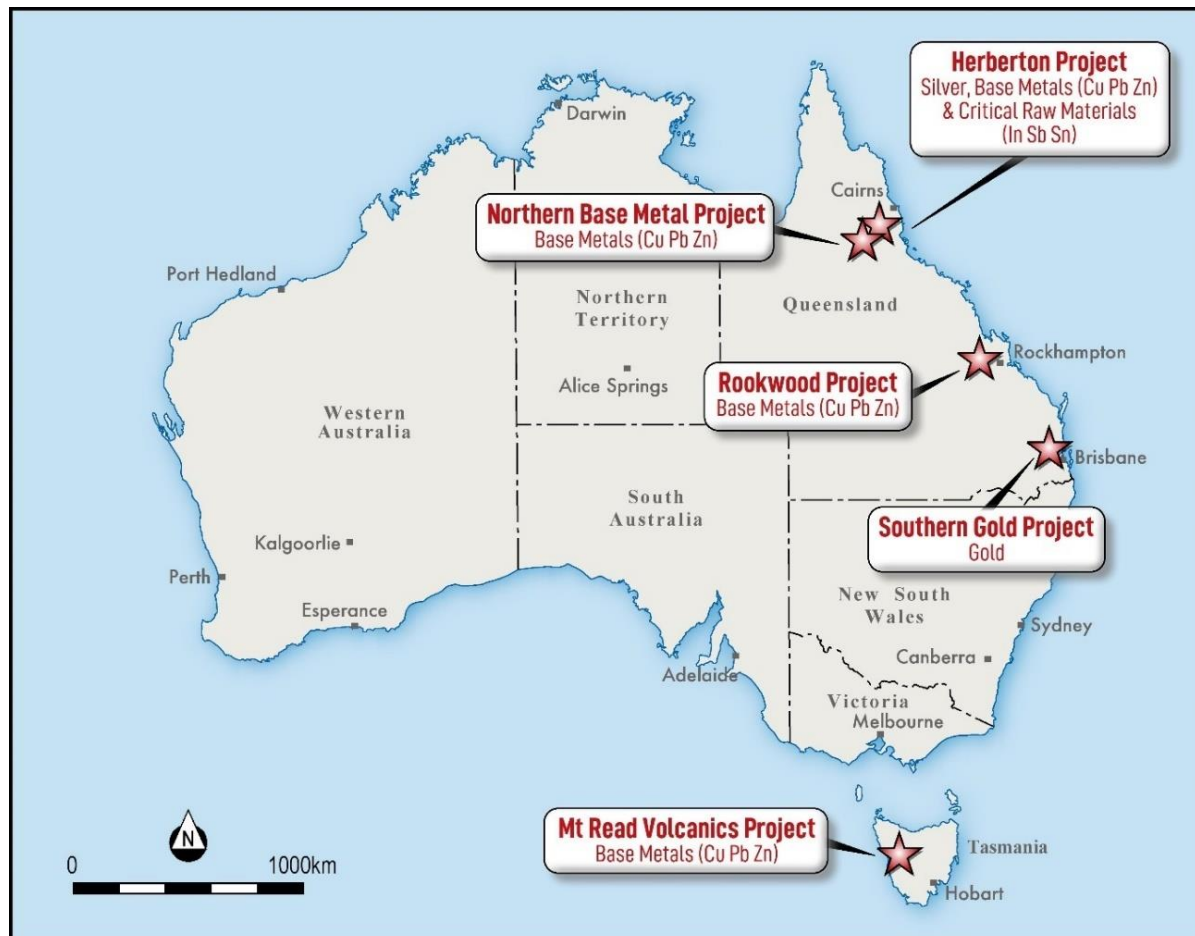 Herberton Project
Silver, Base Metals (Cu Pb Zn)
& Critical Raw Materials
(In Sb Sn)
Darwin
Cairns
Northern Base Metal Project
Base Metals (Cu Pb Zn)
Port Hedland
Northern
Territory
Queensland
Rockhampton
Alice Springs
Rookwood Project
Base Metals (Cu Pb Zn)
Western
Australia
Brisbane
South
Australia
Southern Gold Project
Gold
Kalgoorlie
Perth
Esperance
New South
Wales
Sydney
Canberra
Adelaide
Victoria
Melbourne
Mt Read Volcanics Project
Base Metals (Cu Pb Zn)
Tasmania
Hobart
N
0 1000km